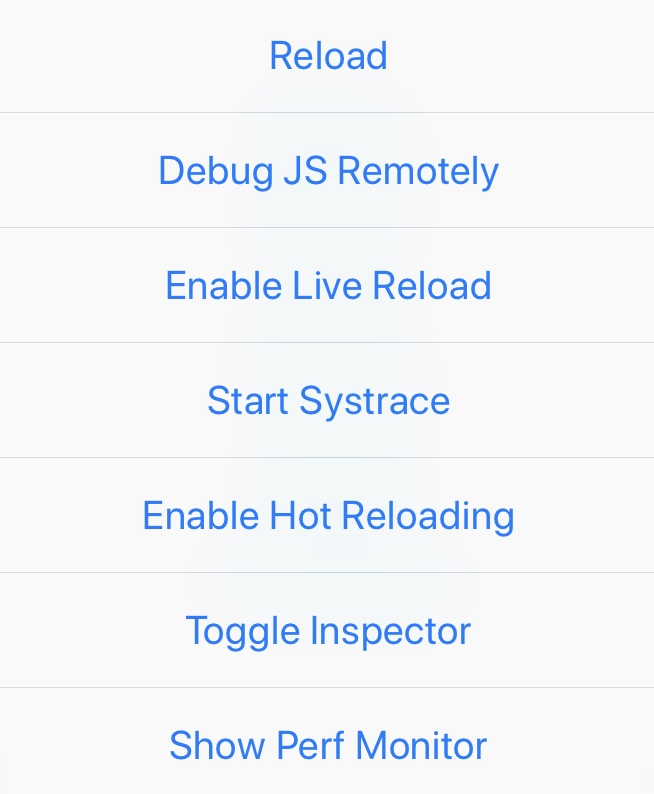 Reload
Debug JS Remotely
Enable Live Reload
Start Systrace
Enable Hot Reloading
Toggle Inspector
Show Perf Monitor